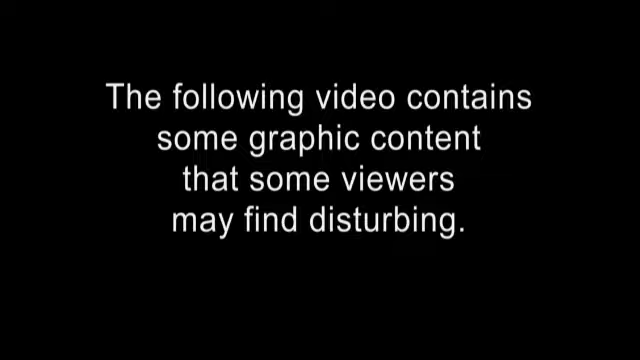 The following video contains
some graphic content
that some viewers
may find disturbing.